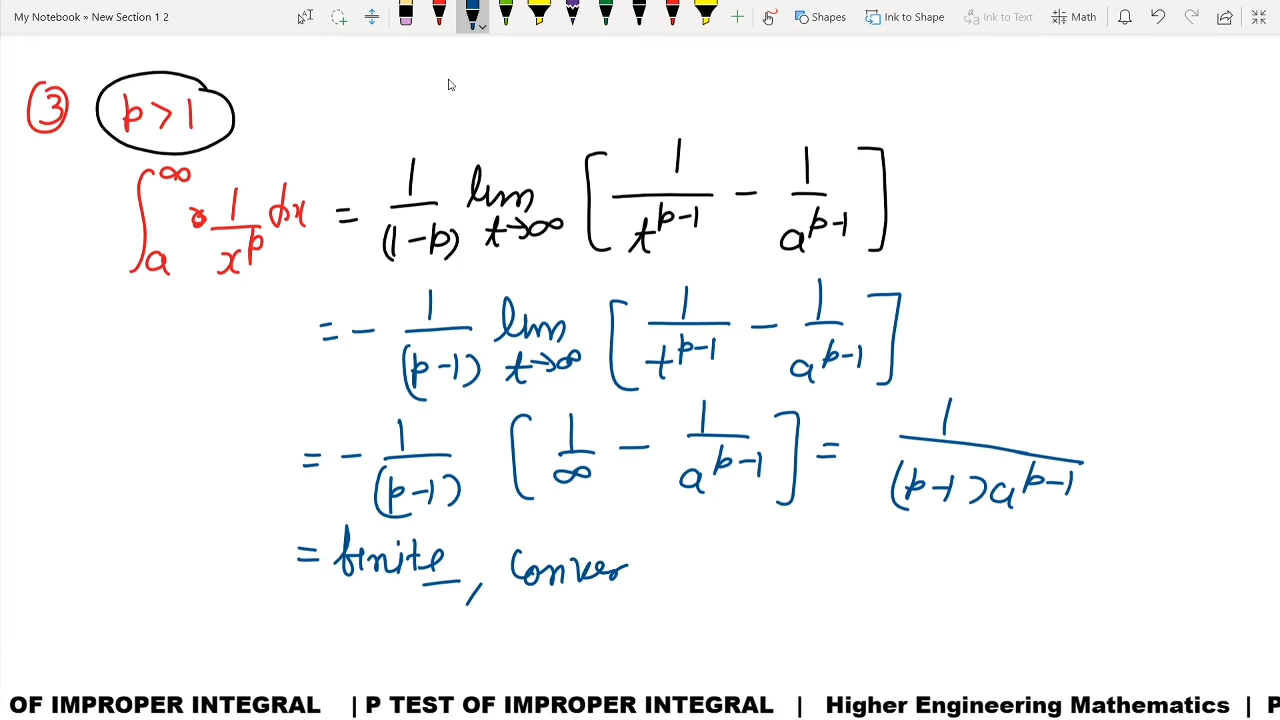 My Notebook » New Section 1 2
Shapes
Ink to Shape
Ink to Text
Math
③ p > 1
∫ₐ^∞ 1/x^p dx = 1/(1-p) lim t→∞ [ 1/t^(p-1) - 1/a^(p-1) ]
= - 1/(p-1) lim t→∞ [ 1/t^(p-1) - 1/a^(p-1) ]
= - 1/(p-1) [ 1/∞ - 1/a^(p-1) ] = 1/((p-1)a^(p-1))
= finite, conver
OF IMPROPER INTEGRAL | P TEST OF IMPROPER INTEGRAL | Higher Engineering Mathematics | P